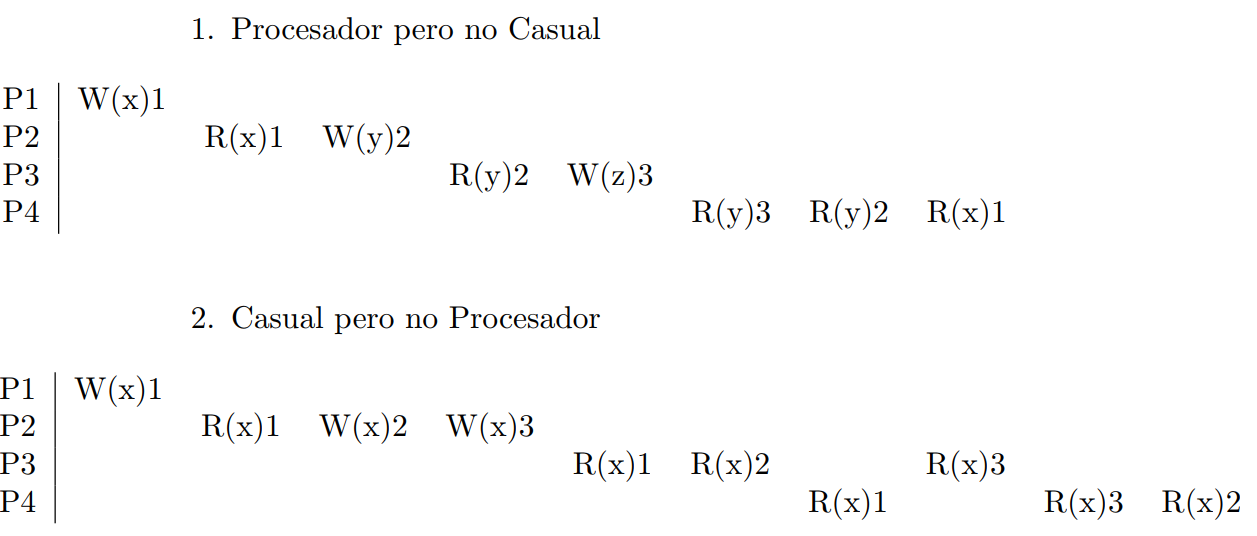 1. Procesador pero no Casual
P1 W(x)1
P2 R(x)1 W(y)2
P3 R(y)2 W(z)3
P4 R(y)3 R(y)2 R(x)1
2. Casual pero no Procesador
P1 W(x)1
P2 R(x)1 W(x)2 W(x)3
P3 R(x)1 R(x)2 R(x)3
P4 R(x)1 R(x)3 R(x)2